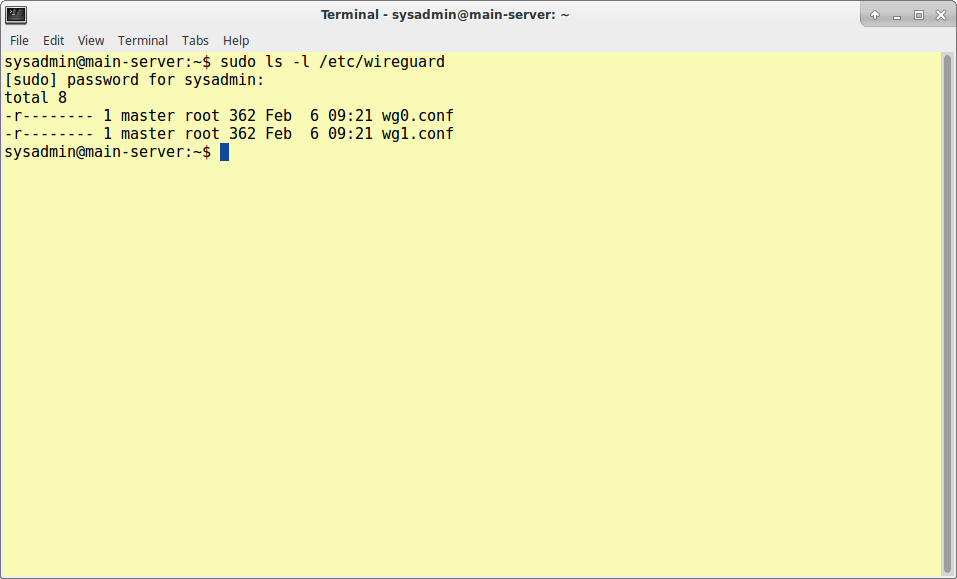 Terminal - sysadmin@main-server: ~
File Edit View Terminal Tabs Help
sysadmin@main-server:~$ sudo ls -l /etc/wireguard
[sudo] password for sysadmin:
total 8
-r-------- 1 master root 362 Feb  6 09:21 wg0.conf
-r-------- 1 master root 362 Feb  6 09:21 wg1.conf
sysadmin@main-server:~$